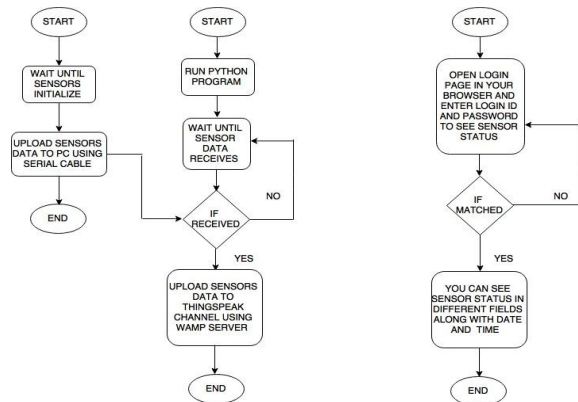 START
WAIT UNTIL
SENSORS
INITIALIZE
UPLOAD SENSORS
DATA TO PC USING
SERIAL CABLE
END
START
RUN PYTHON
PROGRAM
WAIT UNTIL
SENSOR
DATA
RECEIVES
NO
IF
RECEIVED
YES
UPLOAD SENSORS
DATA TO
THINGSPEAK
CHANNEL USING
WAMP SERVER
END
START
OPEN LOGIN
PAGE IN YOUR
BROWSER AND
ENTER LOGIN ID
AND PASSWORD
TO SEE SENSOR
STATUS
IF
MATCHED
NO
YES
YOU CAN SEE
SENSOR STATUS IN
DIFFERENT FIELDS
ALONG WITH DATE
AND TIME
END